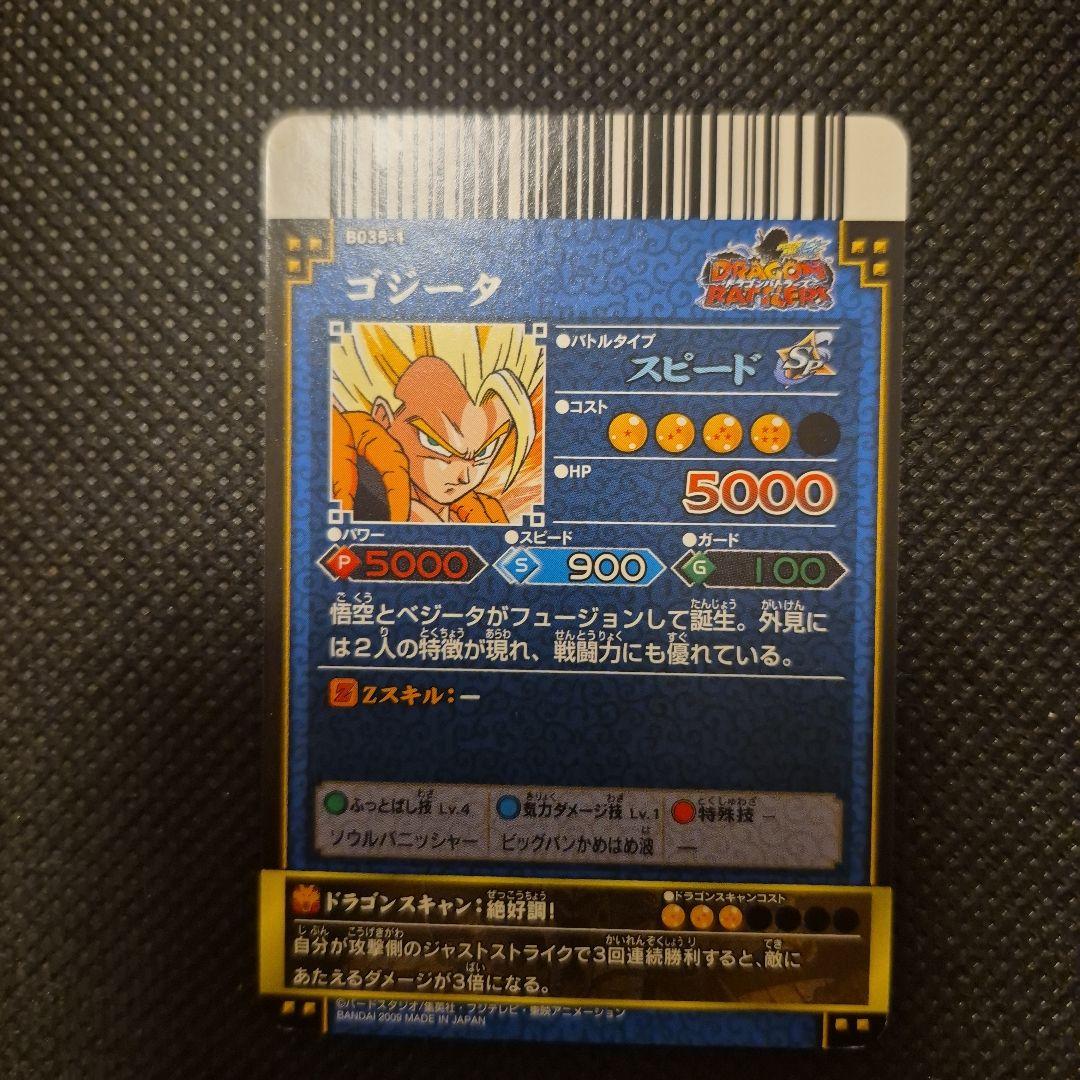 B035-1
ゴジータ
DRAGON
ドラゴンバトラーズ
BATTLERS
●バトルタイプ
スピード SP
●コスト
●HP
5000
●パワー ●スピード ●ガード
P 5000 S 900 G 100
悟空とベジータがフュージョンして誕生。外見に
は2人の特徴が現れ、戦闘力にも優れている。
Z Zスキル:—
ふっとばし技 Lv.4 気力ダメージ技 Lv.1 特殊技 —
ソウルパニッシャー ビッグバンかめはめ波 —
ドラゴンスキャン:絶好調!
●ドラゴンスキャンコスト
自分が攻撃側のジャストストライクで3回連続勝利すると、敵に
あたえるダメージが3倍になる。
©バードスタジオ/集英社・フジテレビ・東映アニメーション
BANDAI 2009 MADE IN JAPAN